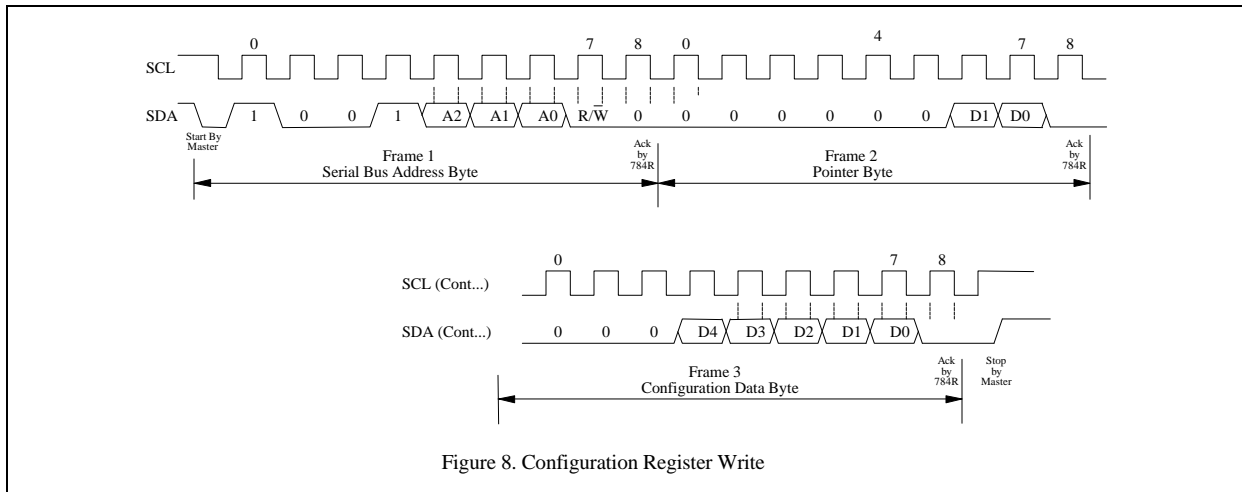 0 7 8 0 4 7 8
SCL
SDA 1 0 0 1 A2 A1 A0 R/W 0 0 0 0 0 0 0 D1 D0
Start By
Master
Ack
by
784R
Ack
by
784R
Frame 1
Serial Bus Address Byte
Frame 2
Pointer Byte
0 7 8
SCL (Cont...)
SDA (Cont...) 0 0 0 D4 D3 D2 D1 D0
Ack
by
784R
Stop
by
Master
Frame 3
Configuration Data Byte
Figure 8. Configuration Register Write